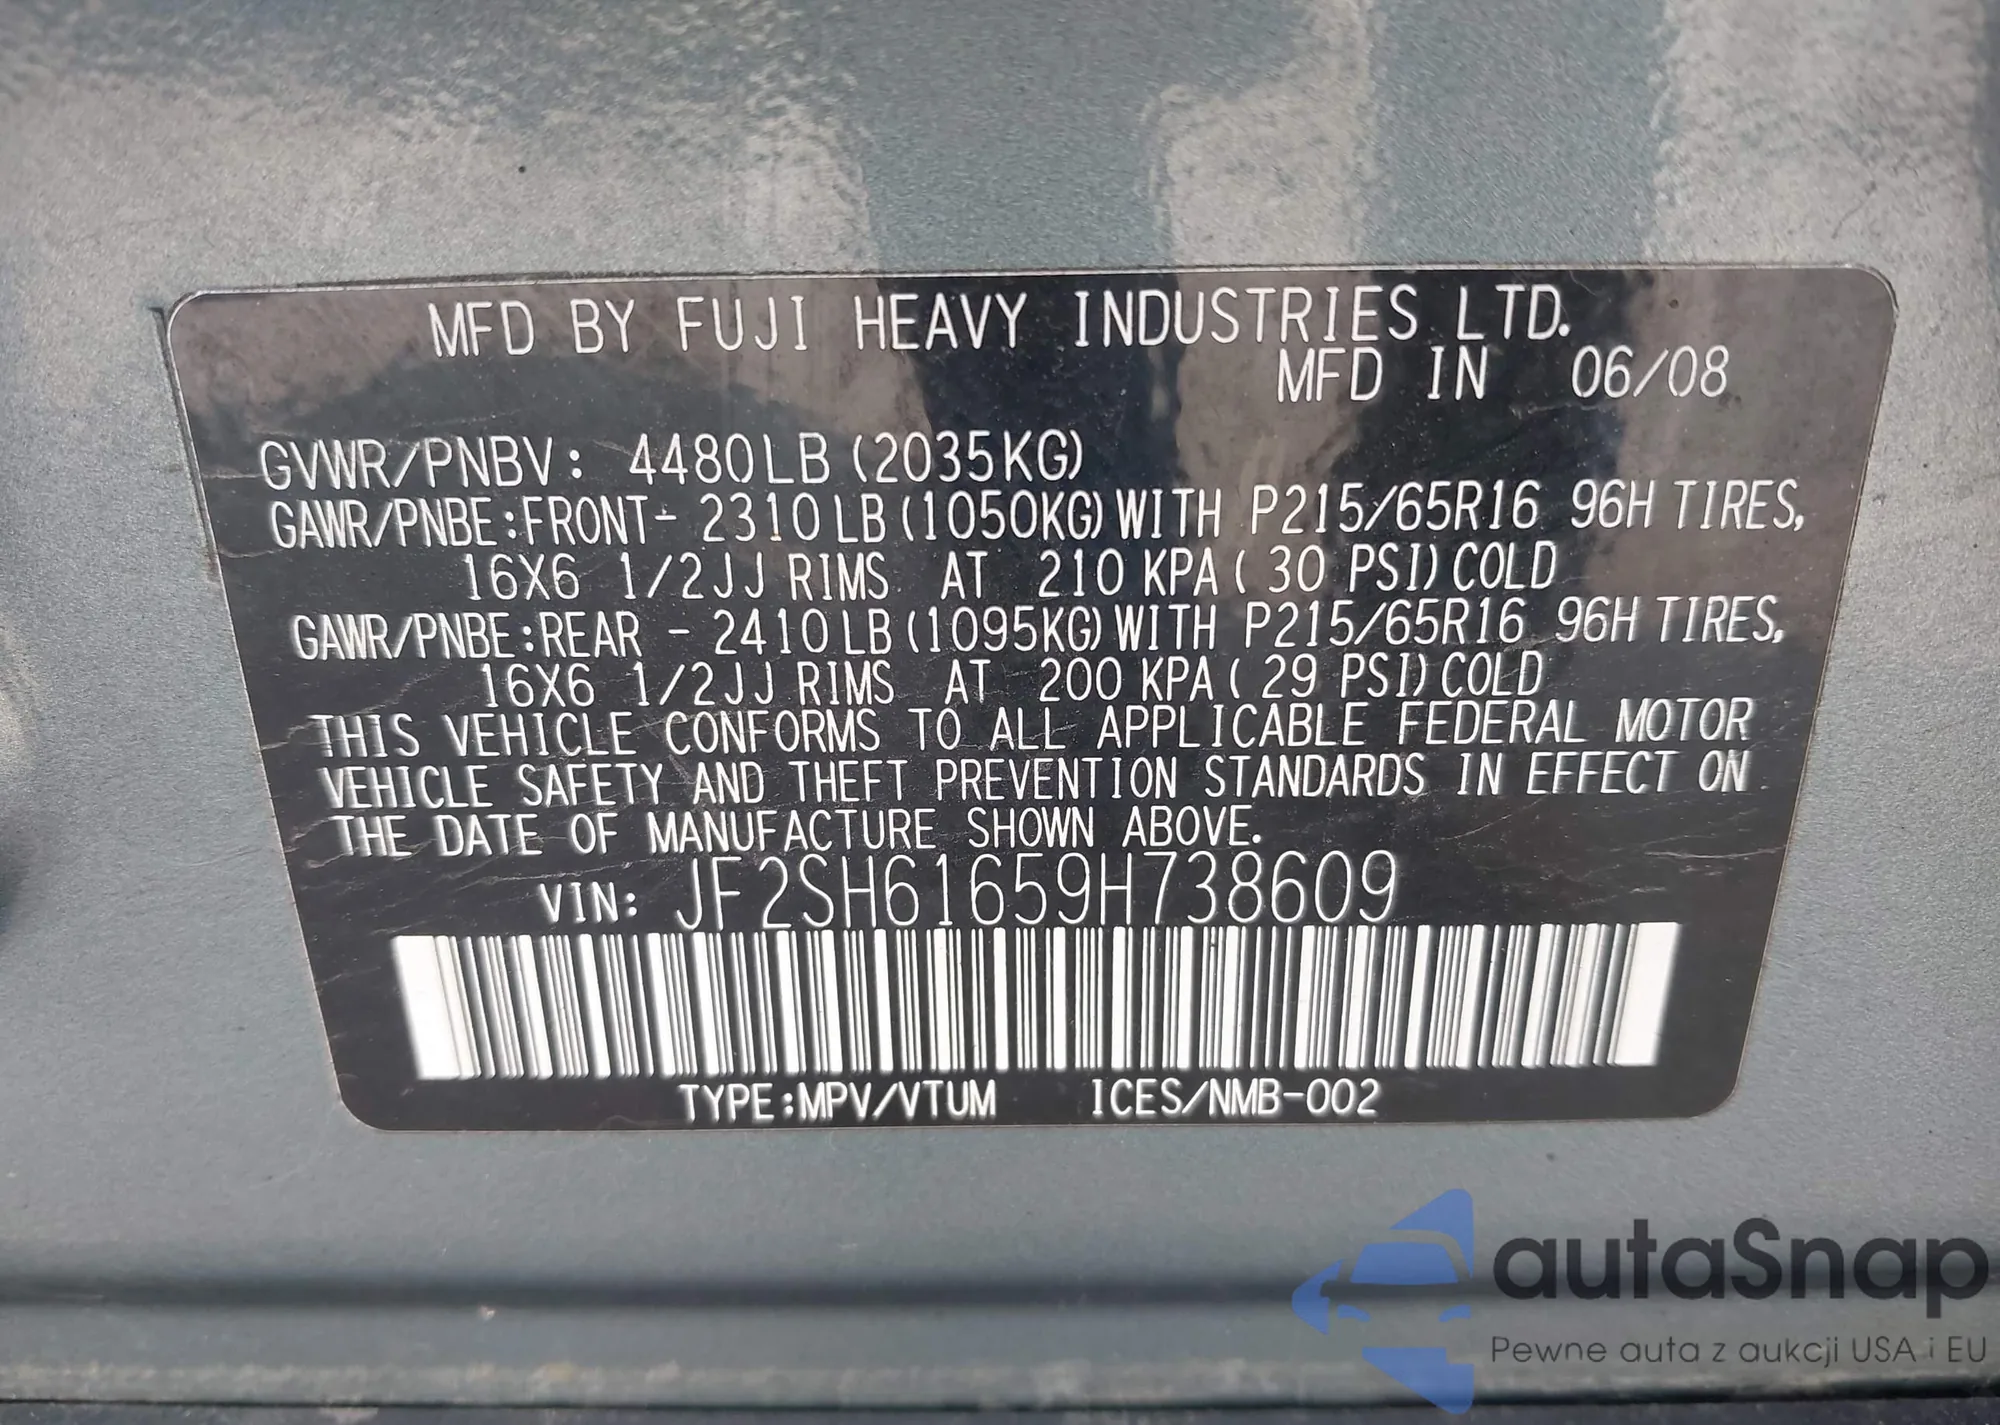 MFD BY FUJI HEAVY INDUSTRIES LTD.
MFD IN 06/08
GVWR/PNBV: 4480LB (2035KG)
GAWR/PNBE:FRONT- 2310LB(1050KG)WITH P215/65R16 96H TIRES,
16X6 1/2JJ RIMS AT 210 KPA( 30 PSI)COLD
GAWR/PNBE:REAR - 2410LB(1095KG)WITH P215/65R16 96H TIRES,
16X6 1/2JJ RIMS AT 200 KPA( 29 PSI)COLD
THIS VEHICLE CONFORMS TO ALL APPLICABLE FEDERAL MOTOR
VEHICLE SAFETY AND THEFT PREVENTION STANDARDS IN EFFECT ON
THE DATE OF MANUFACTURE SHOWN ABOVE.
VIN: JF2SH61659H738609
TYPE:MPV/VTUM ICES/NMB-002
autaSnap
Pewne auta z aukcji USA i EU